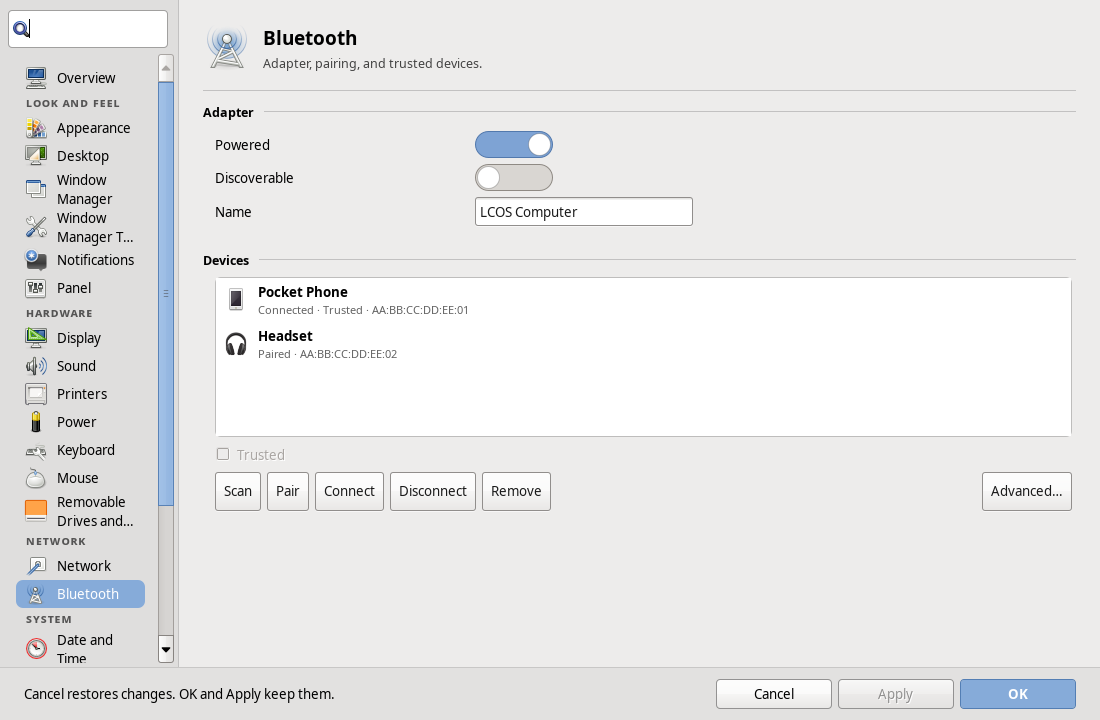 Overview
LOOK AND FEEL
Appearance
Desktop
Window
Manager
Window
Manager T...
Notifications
Panel
HARDWARE
Display
Sound
Printers
Power
Keyboard
Mouse
Removable
Drives and...
NETWORK
Network
Bluetooth
SYSTEM
Date and
Time
Bluetooth
Adapter, pairing, and trusted devices.
Adapter
Powered
Discoverable
Name
LCOS Computer
Devices
Pocket Phone
Connected · Trusted · AA:BB:CC:DD:EE:01
Headset
Paired · AA:BB:CC:DD:EE:02
Trusted
Scan
Pair
Connect
Disconnect
Remove
Advanced...
Cancel restores changes. OK and Apply keep them.
Cancel
Apply
OK